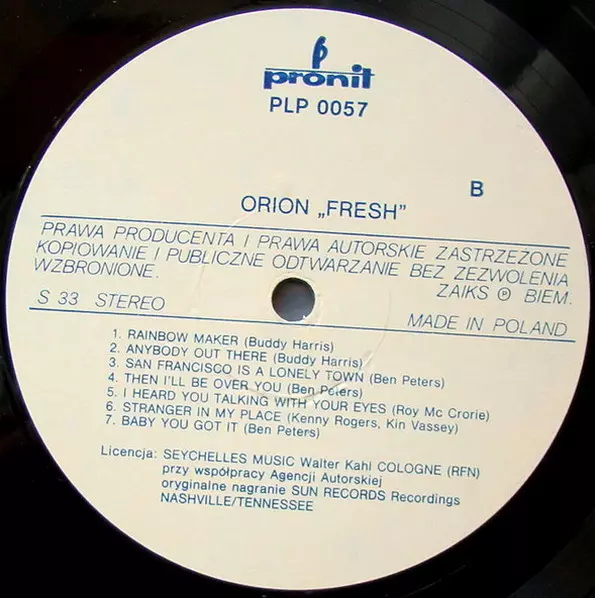 pronit
PLP 0057
B
ORION „FRESH”
PRAWA PRODUCENTA I PRAWA AUTORSKIE ZASTRZEŻONE
KOPIOWANIE I PUBLICZNE ODTWARZANIE BEZ ZEZWOLENIA
WZBRONIONE.
ZAIKS Ⓟ BIEM.
S 33 STEREO
MADE IN POLAND
1. RAINBOW MAKER (Buddy Harris)
2. ANYBODY OUT THERE (Buddy Harris)
3. SAN FRANCISCO IS A LONELY TOWN (Ben Peters)
4. THEN I'LL BE OVER YOU (Ben Peters)
5. I HEARD YOU TALKING WITH YOUR EYES (Roy Mc Crorie)
6. STRANGER IN MY PLACE (Kenny Rogers, Kin Vassey)
7. BABY YOU GOT IT (Ben Peters)
Licencja: SEYCHELLES MUSIC Walter Kahl COLOGNE (RFN)
przy współpracy Agencji Autorskiej
oryginalne nagranie SUN RECORDS Recordings
NASHVILLE/TENNESSEE